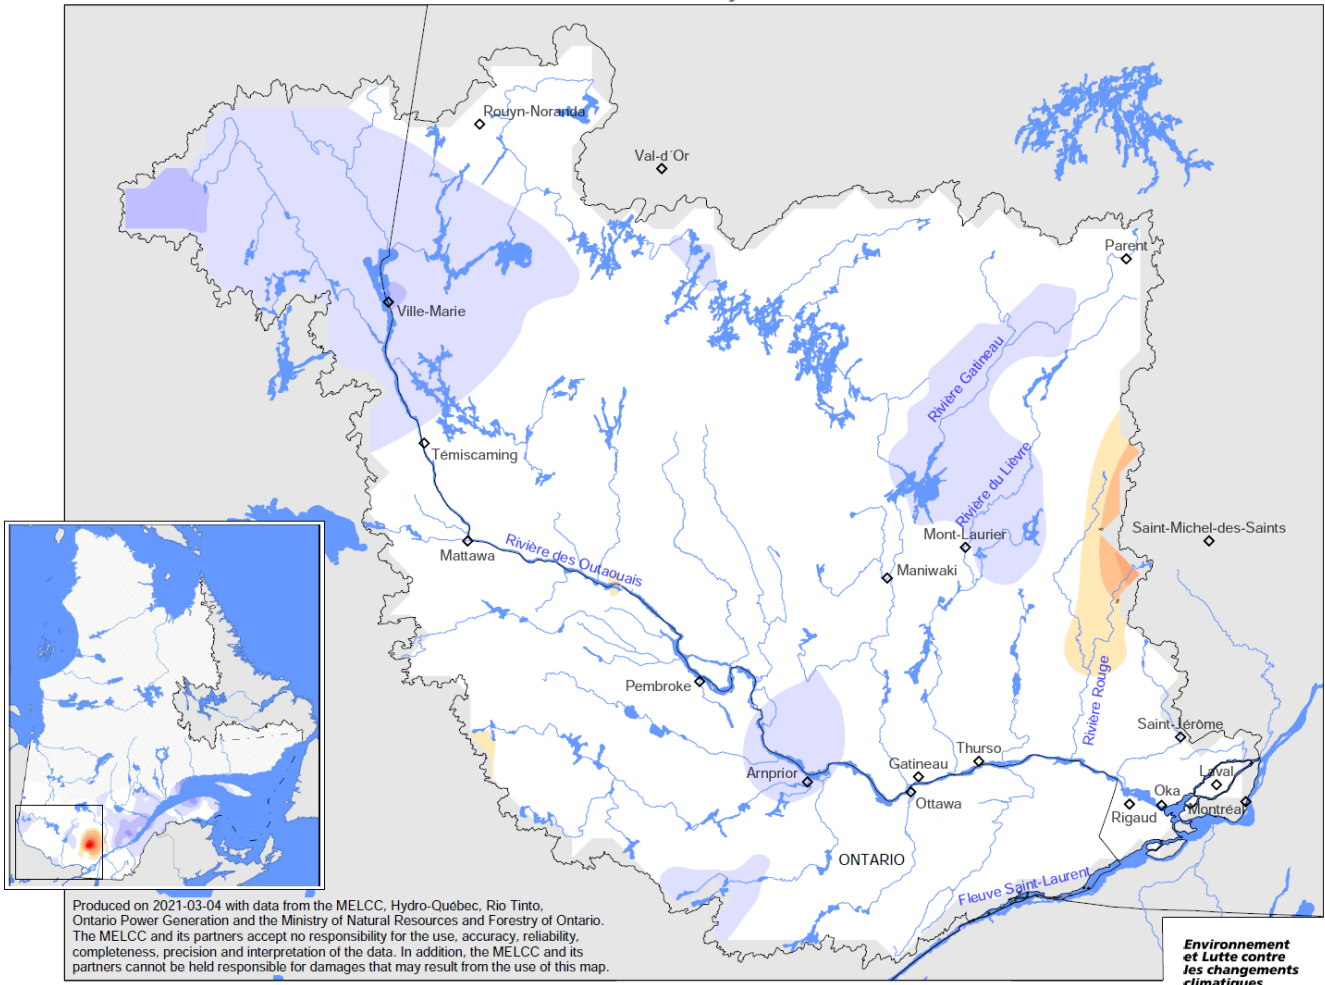 Rouyn-Noranda
Val-d'Or
Parent
Ville-Marie
Rivière Gatineau
Témiscaming
Rivière du Lièvre
Saint-Michel-des-Saints
Mont-Laurier
Mattawa
Rivière des Outaouais
Maniwaki
Pembroke
Rivière Rouge
Saint-Jérôme
Thurso
Gatineau
Arnprior
Laval
Oka
Ottawa
Rigaud
Montréal
ONTARIO
Fleuve Saint-Laurent
Produced on 2021-03-04 with data from the MELCC, Hydro-Québec, Rio Tinto,
Ontario Power Generation and the Ministry of Natural Resources and Forestry of Ontario.
The MELCC and its partners accept no responsibility for the use, accuracy, reliability,
completeness, precision and interpretation of the data. In addition, the MELCC and its
partners cannot be held responsible for damages that may result from the use of this map.
Environnement
et Lutte contre
les changements
climatiques